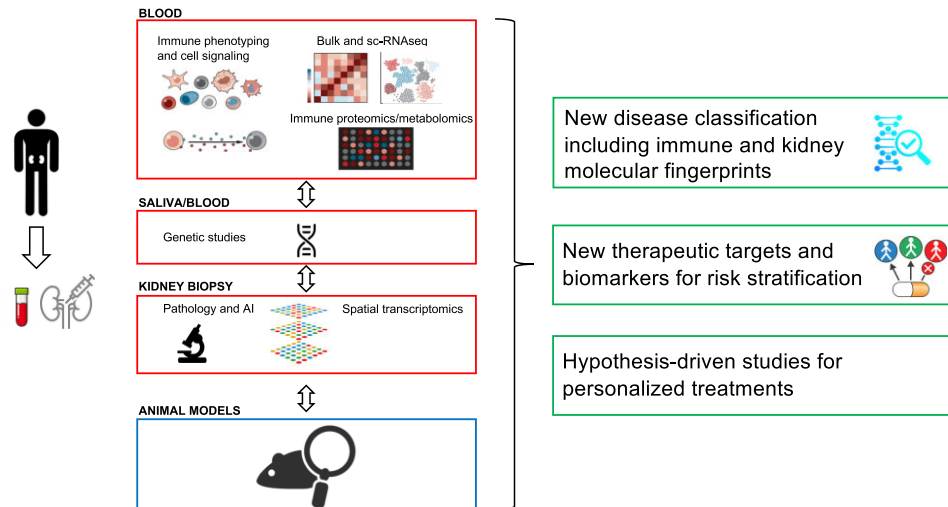 BLOOD
Immune phenotyping
and cell signaling
Bulk and sc-RNAseq
Immune proteomics/metabolomics
SALIVA/BLOOD
Genetic studies
KIDNEY BIOPSY
Pathology and AI
Spatial transcriptomics
ANIMAL MODELS
New disease classification
including immune and kidney
molecular fingerprints
New therapeutic targets and
biomarkers for risk stratification
Hypothesis-driven studies for
personalized treatments